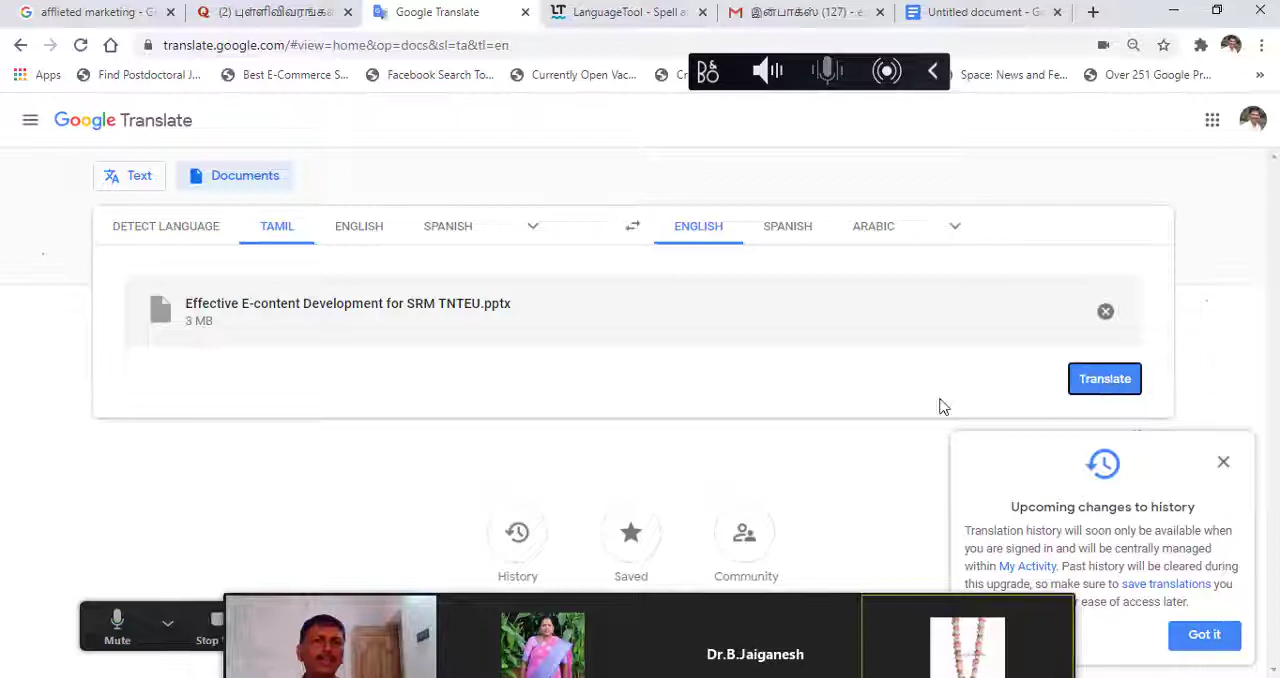 afflieted marketing - G
(2) புள்ளிவிவரங்கள
Google Translate
LanguageTool - Spell a
இன்பாக்ஸ் (127) - e
Untitled document - G
translate.google.com/#view=home&op=docs&sl=ta&tl=en
Apps
Find Postdoctoral J...
Best E-Commerce S...
Facebook Search To...
Currently Open Vac...
Space: News and Fe...
Over 251 Google Pr...
Google Translate
Text
Documents
DETECT LANGUAGE
TAMIL
ENGLISH
SPANISH
ENGLISH
SPANISH
ARABIC
Effective E-content Development for SRM TNTEU.pptx
3 MB
Translate
Upcoming changes to history
Translation history will soon only be available when
you are signed in and will be centrally managed
within My Activity. Past history will be cleared during
this upgrade, so make sure to save translations you
ease of access later.
Got it
History
Saved
Community
Mute
Stop
Dr.B.Jaiganesh